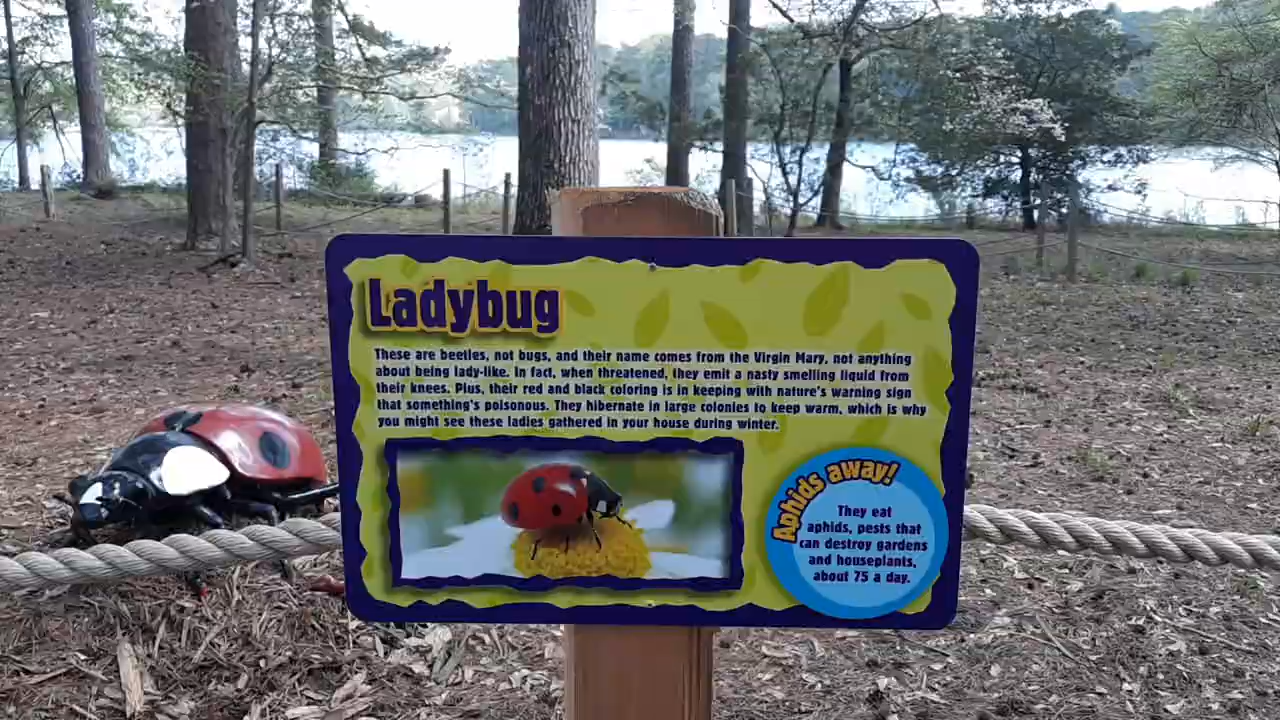 Ladybug
These are beetles, not bugs, and their name comes from the Virgin Mary, not anything
about being lady-like. In fact, when threatened, they emit a nasty smelling liquid from
their knees. Plus, their red and black coloring is in keeping with nature's warning sign
that something's poisonous. They hibernate in large colonies to keep warm, which is why
you might see these ladies gathered in your house during winter.
Aphids away!
They eat
aphids, pests that
can destroy gardens
and houseplants,
about 75 a day.